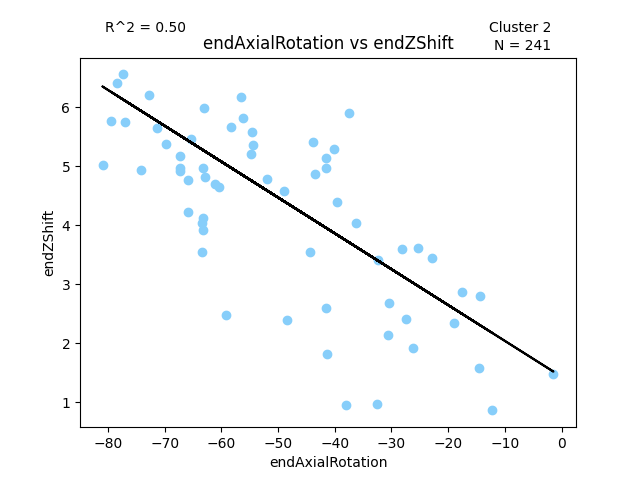 R^2 = 0.50
Cluster 2
endAxialRotation vs endZShift
N = 241
endZShift
6
5
4
3
2
1
−80 −70 −60 −50 −40 −30 −20 −10 0
endAxialRotation